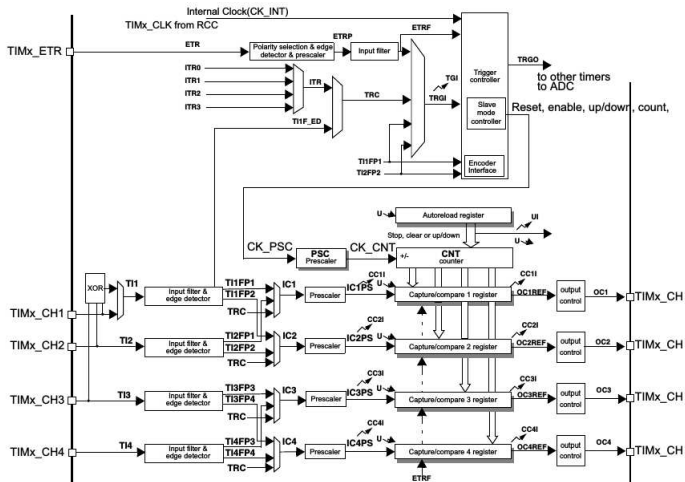 Internal Clock(CK_INT)
TIMx_CLK from RCC
TIMx_ETR
ETR
Polarity selection & edge
detector & prescaler
ETRP
Input filter
ETRF
Trigger
controller
TRGO
to other timers
to ADC
ITR0
ITR1
ITR2
ITR3
ITR
TRC
TI1F_ED
TGI
TRGI
Slave
mode
controller
Reset, enable, up/down, count,
TI1FP1
TI2FP2
Encoder
Interface
U
Autoreload register
UI
Stop, clear or up/down
U
CK_PSC
PSC
Prescaler
CK_CNT
+/-
CNT
counter
XOR
TI1
Input filter &
edge detector
TI1FP1
TI1FP2
TRC
IC1
Prescaler
IC1PS
CC1I
U
Capture/compare 1 register
CC1I
OC1REF
output
control
OC1
TIMx_CH1
TIMx_CH
TIMx_CH2
TI2
Input filter &
edge detector
TI2FP1
TI2FP2
TRC
IC2
Prescaler
IC2PS
CC2I
U
Capture/compare 2 register
CC2I
OC2REF
output
control
OC2
TIMx_CH
TIMx_CH3
TI3
Input filter &
edge detector
TI3FP3
TI3FP4
TRC
IC3
Prescaler
IC3PS
CC3I
U
Capture/compare 3 register
CC3I
OC3REF
output
control
OC3
TIMx_CH
TIMx_CH4
TI4
Input filter &
edge detector
TI4FP3
TI4FP4
TRC
IC4
Prescaler
IC4PS
CC4I
U
Capture/compare 4 register
CC4I
OC4REF
output
control
OC4
TIMx_CH
ETRF